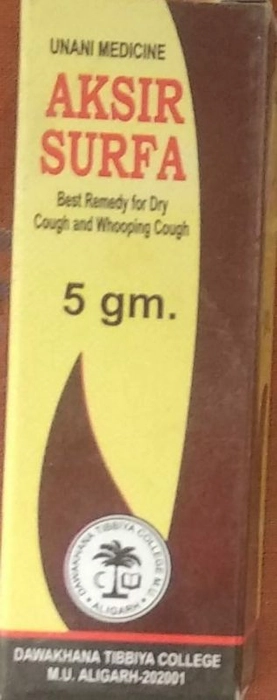 UNANI MEDICINE
AKSIR
SURFA
Best Remedy for Dry
Cough and Whooping Cough
5 gm.
DAWAKHANA TIBBIYA COLLEGE M.U.
ALIGARH
DAWAKHANA TIBBIYA COLLEGE
M.U. ALIGARH-202001